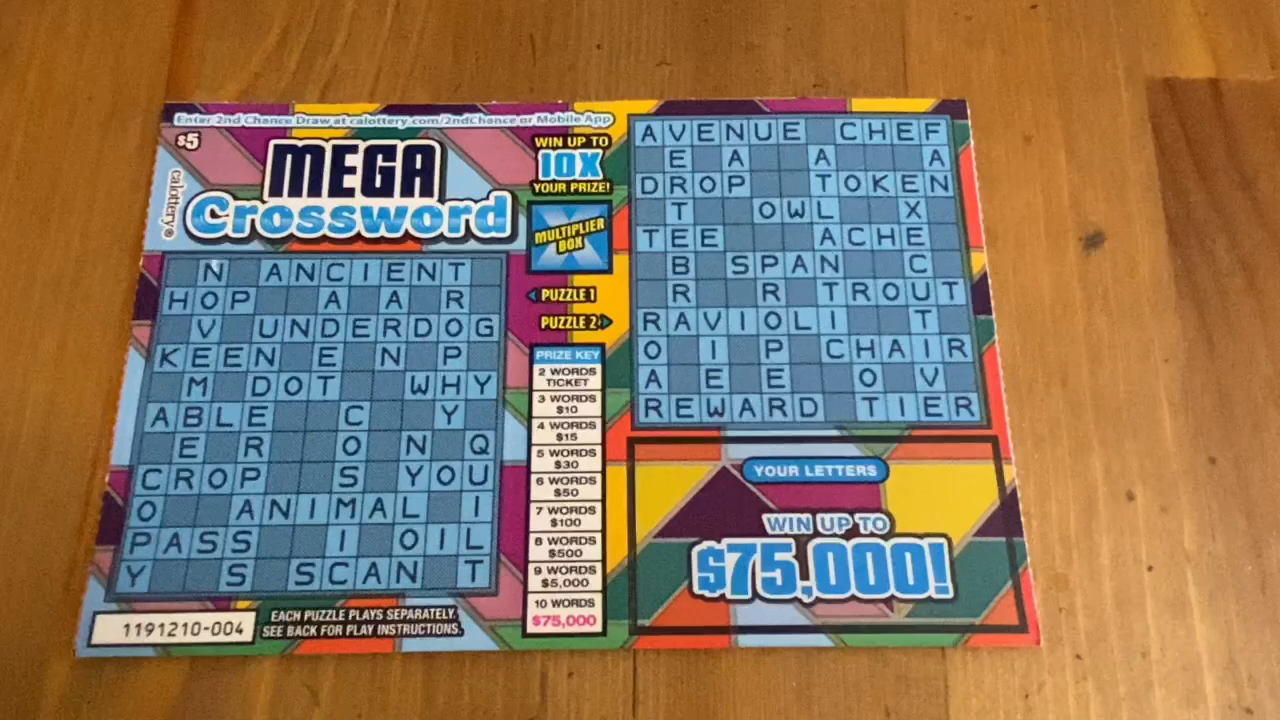 Enter 2nd Chance Draw at calottery.com/2ndChance or Mobile App
$5
calottery®
MEGA
Crossword
WIN UP TO
10X
YOUR PRIZE!
MULTIPLIER
BOX
PUZZLE 1
PUZZLE 2
N ANCIENT
HOP A A R
V UNDERDOG
KEEN E N P
M DOT WHY
ABLE C Y
E R O N Q
CROP S YOU
O ANIMAL I
PASS I OIL
Y S SCAN T
1191210-004
EACH PUZZLE PLAYS SEPARATELY.
SEE BACK FOR PLAY INSTRUCTIONS.
PRIZE KEY
2 WORDS
TICKET
3 WORDS
$10
4 WORDS
$15
5 WORDS
$30
6 WORDS
$50
7 WORDS
$100
8 WORDS
$500
9 WORDS
$5,000
10 WORDS
$75,000
AVENUE CHEF
E A A A
DROP TOKEN
T OWL X
TEE ACHE
B SPAN C
R R TROUT
RAVIOLI T
O I P CHAIR
A E E O V
REWARD TIER
YOUR LETTERS
WIN UP TO
$75,000!